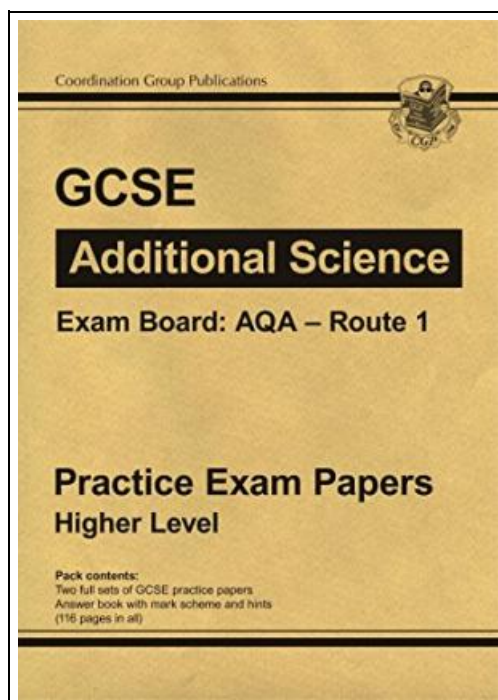 Coordination Group Publications
CGP
GCSE
Additional Science
Exam Board: AQA – Route 1
Practice Exam Papers
Higher Level
Pack contents:
Two full sets of GCSE practice papers
Answer book with mark scheme and hints
(116 pages in all)